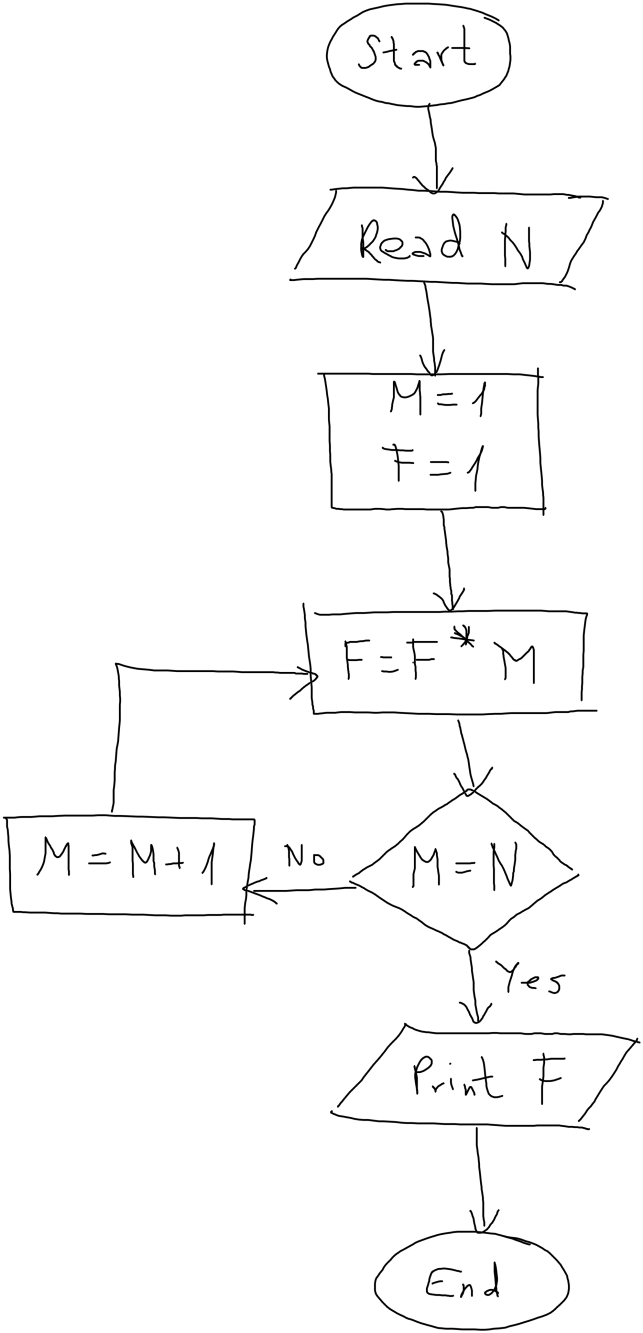 Start
Read N
M = 1
F = 1
F = F * M
M = N
No
M = M + 1
Yes
Print F
End